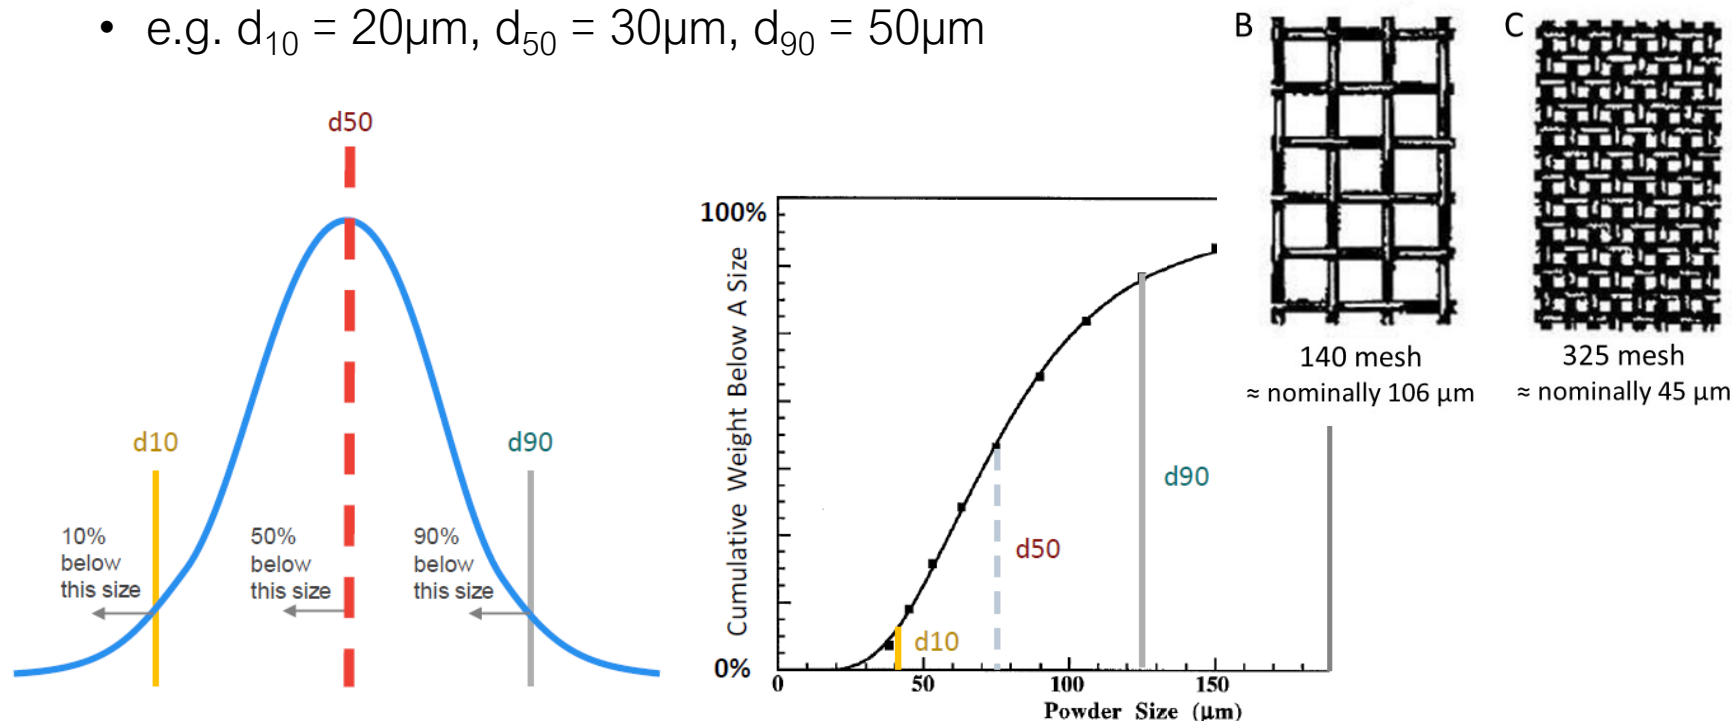 • e.g. d10 = 20µm, d50 = 30µm, d90 = 50µm
d50
d10
d90
10%
below
this size
50%
below
this size
90%
below
this size
Cumulative Weight Below A Size
100%
0%
d10
d50
d90
0
50
100
150
Powder Size (µm)
B
140 mesh
≈ nominally 106 µm
C
325 mesh
≈ nominally 45 µm